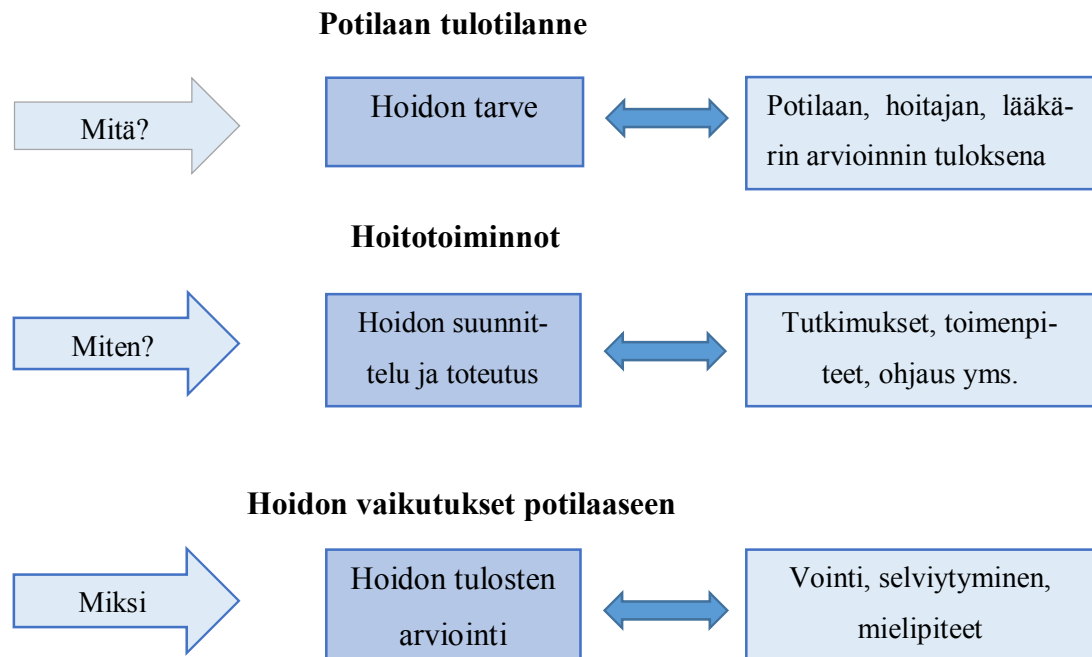 Potilaan tulotilanne
Mitä?
Hoidon tarve
Potilaan, hoitajan, lääkä-
rin arvioinnin tuloksena
Hoitotoiminnot
Miten?
Hoidon suunnit-
telu ja toteutus
Tutkimukset, toimenpi-
teet, ohjaus yms.
Hoidon vaikutukset potilaaseen
Miksi
Hoidon tulosten
arviointi
Vointi, selviytyminen,
mielipiteet